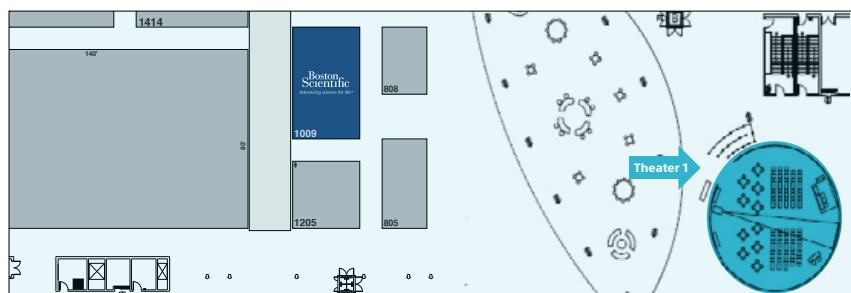 1414
140'
80'
Boston
Scientific
Advancing science for life™
1009
808
1205
805
Theater 1